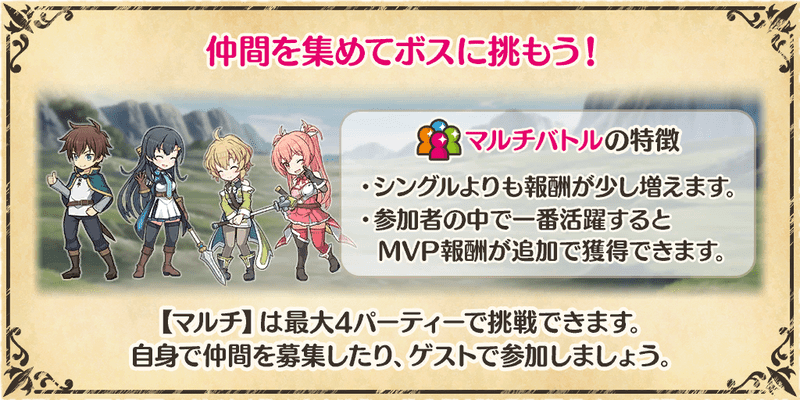 仲間を集めてボスに挑もう！
マルチバトルの特徴
・シングルよりも報酬が少し増えます。
・参加者の中で一番活躍すると
MVP報酬が追加で獲得できます。
【マルチ】は最大4パーティーで挑戦できます。
自身で仲間を募集したり、ゲストで参加しましょう。